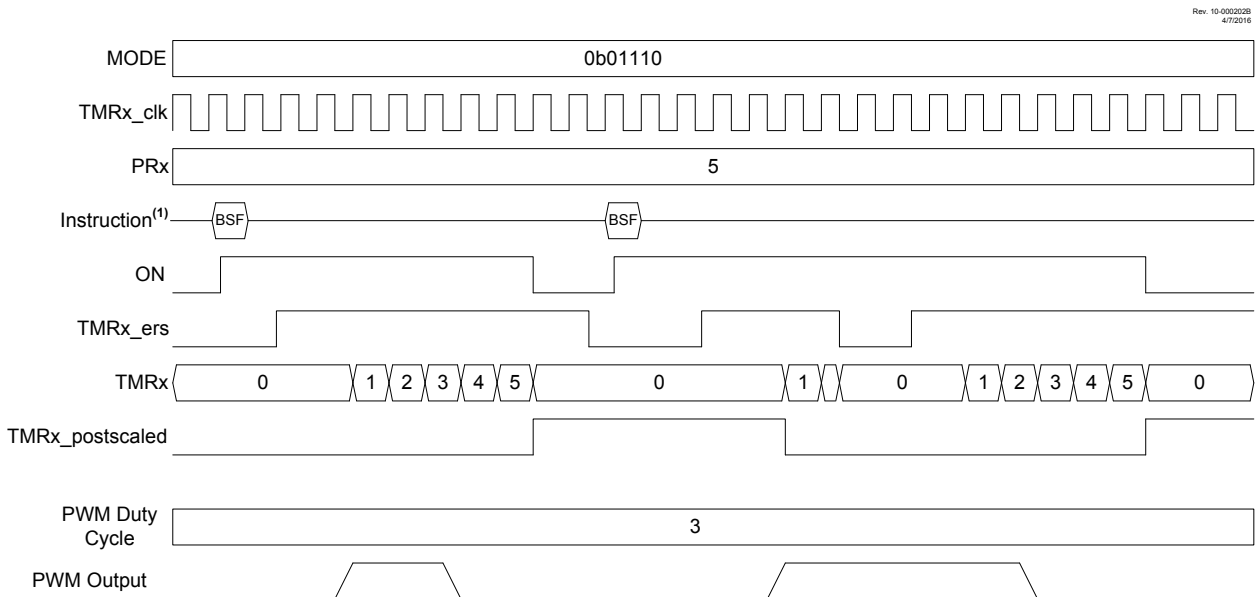 Rev. 10-000202B
4/7/2016
MODE 0b01110
TMRx_clk
PRx 5
Instruction(1) BSF BSF
ON
TMRx_ers
TMRx 0 1 2 3 4 5 0 1 0 1 2 3 4 5 0
TMRx_postscaled
PWM Duty
Cycle 3
PWM Output